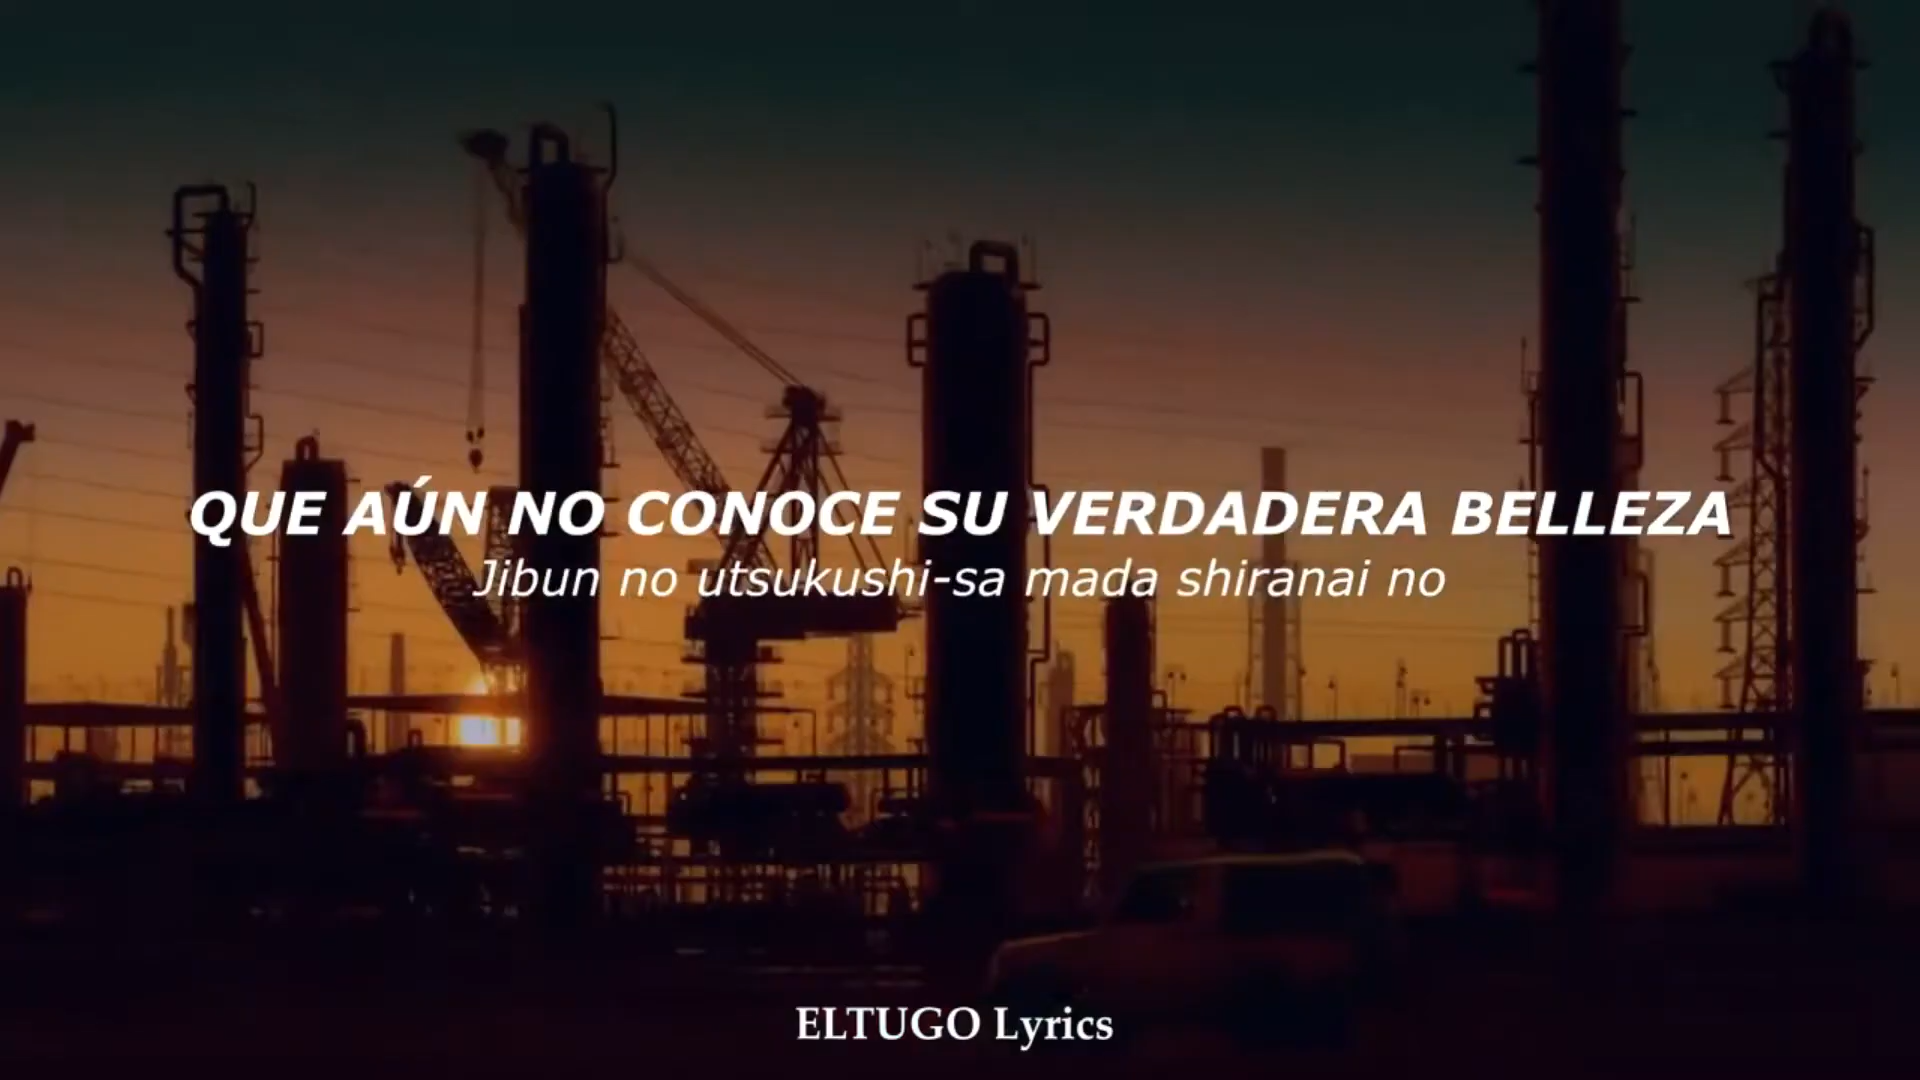 QUE AÚN NO CONOCE SU VERDADERA BELLEZA
Jibun no utsukushi-sa mada shiranai no
ELTUGO Lyrics